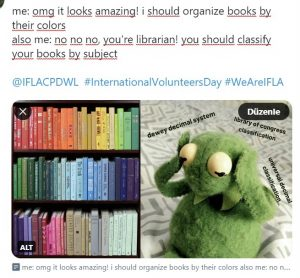 me: omg it looks amazing! i should organize books by
their colors
also me: no no no, you're librarian! you should classify
your books by subject
@IFLACPDWL #InternationalVolunteersDay #WeAreIFLA
Düzenle
dewey decimal system
library of congress
classification
universal decimal
classification
ALT
me: omg it looks amazing! i should organize books by their colors also me: no n...